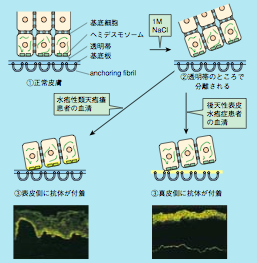 基底細胞
ヘミデスモソーム
透明帯
基底板
anchoring fibril
①正常皮膚
1M
NaCl
②透明帯のところで
分離される
水疱性類天疱瘡
患者の血清
後天性表皮
水疱症患者
の血清
③表皮側に抗体が付着
③真皮側に抗体が付着